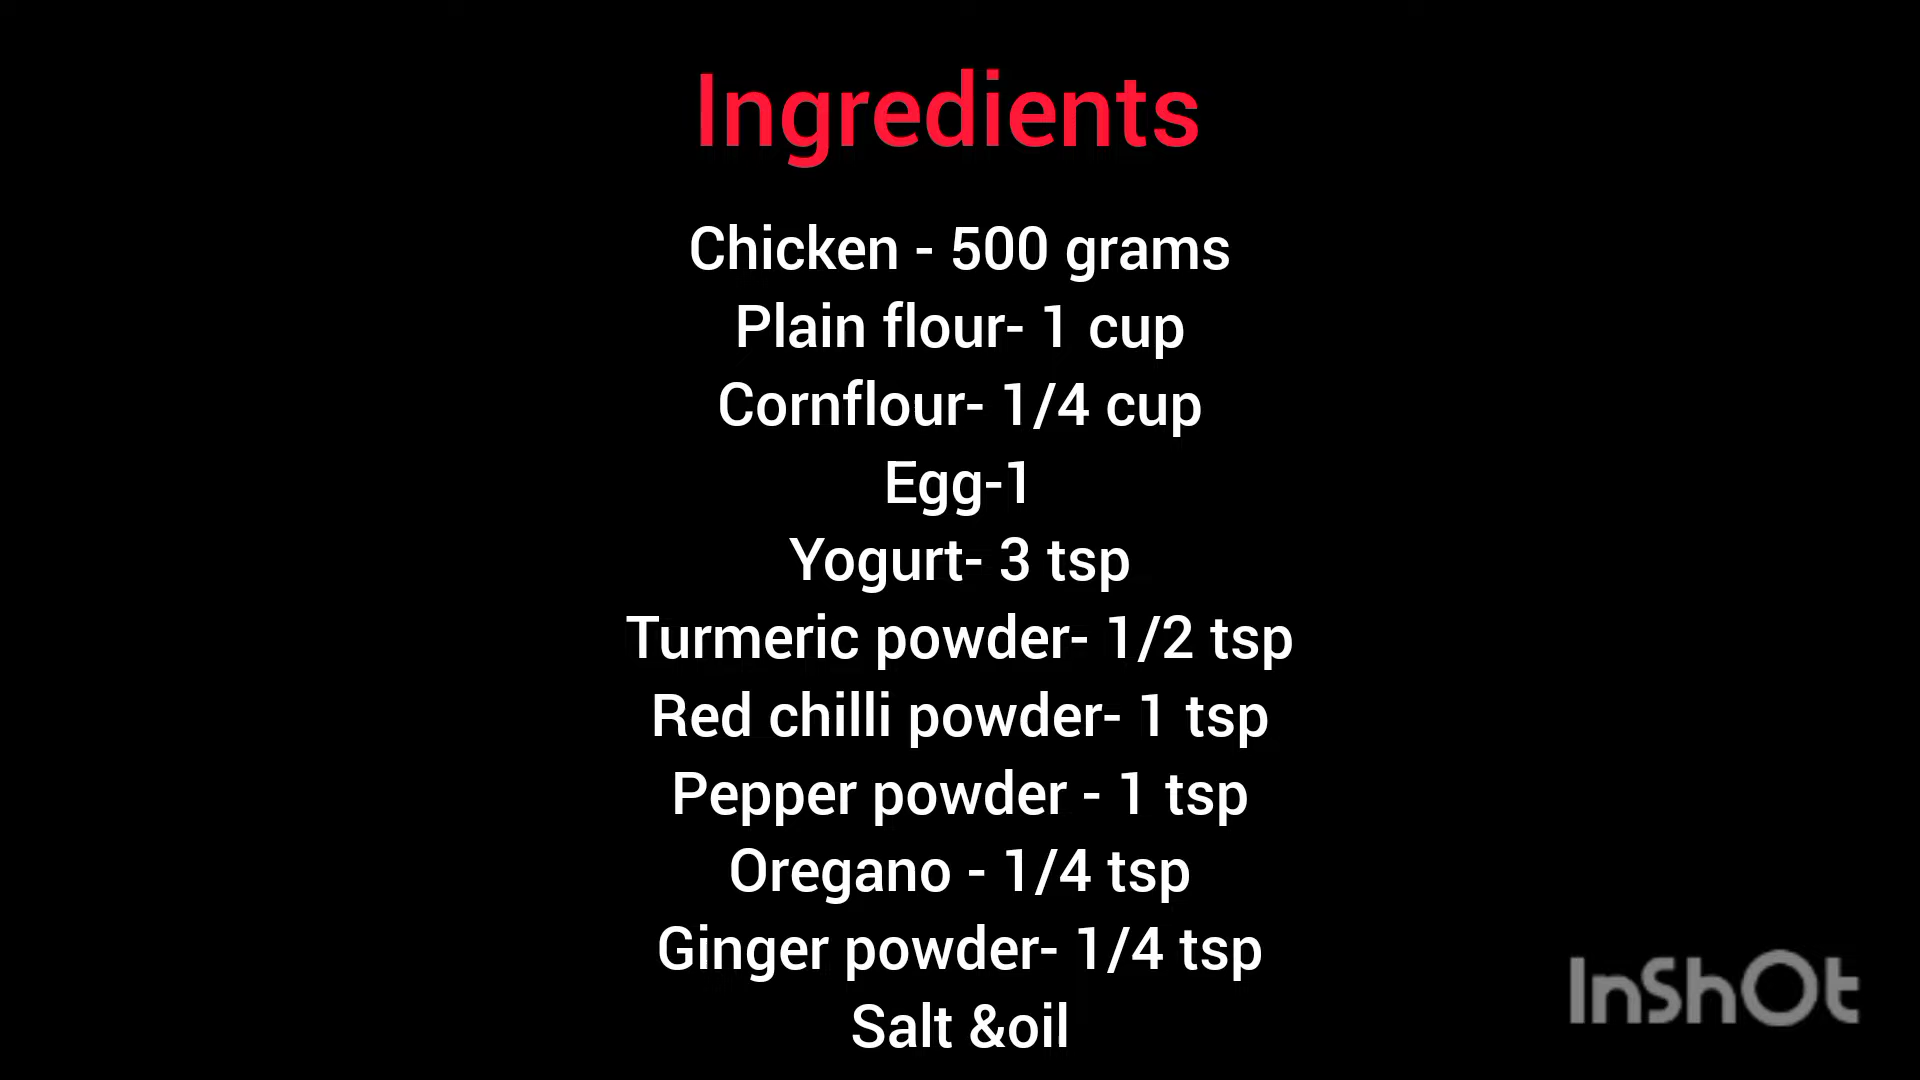 Ingredients
Chicken - 500 grams
Plain flour- 1 cup
Cornflour- 1/4 cup
Egg-1
Yogurt- 3 tsp
Turmeric powder- 1/2 tsp
Red chilli powder- 1 tsp
Pepper powder - 1 tsp
Oregano - 1/4 tsp
Ginger powder- 1/4 tsp
Salt &oil
InShOt